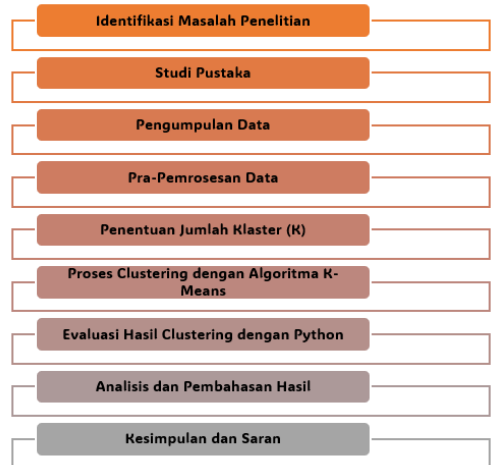 Identifikasi Masalah Penelitian
Studi Pustaka
Pengumpulan Data
Pra-Pemrosesan Data
Penentuan Jumlah Klaster (K)
Proses Clustering dengan Algoritma K-
Means
Evaluasi Hasil Clustering dengan Python
Analisis dan Pembahasan Hasil
Kesimpulan dan Saran